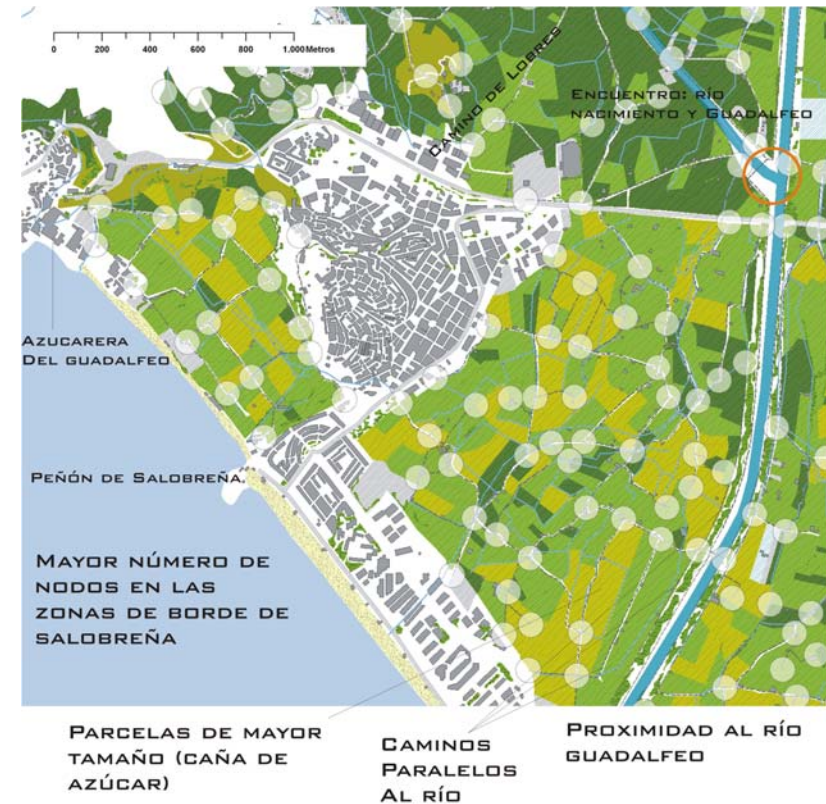 0 200 400 600 800 1.000 Metros
CAMINO DE LOBRES
ENCUENTRO: RÍO
NACIMIENTO Y GUADALFEO
AZUCARERA
DEL GUADALFEO
PEÑÓN DE SALOBREÑA
MAYOR NÚMERO DE
NODOS EN LAS
ZONAS DE BORDE DE
SALOBREÑA
PARCELAS DE MAYOR
TAMAÑO (CAÑA DE
AZÚCAR)
CAMINOS
PARALELOS
AL RÍO
PROXIMIDAD AL RÍO
GUADALFEO